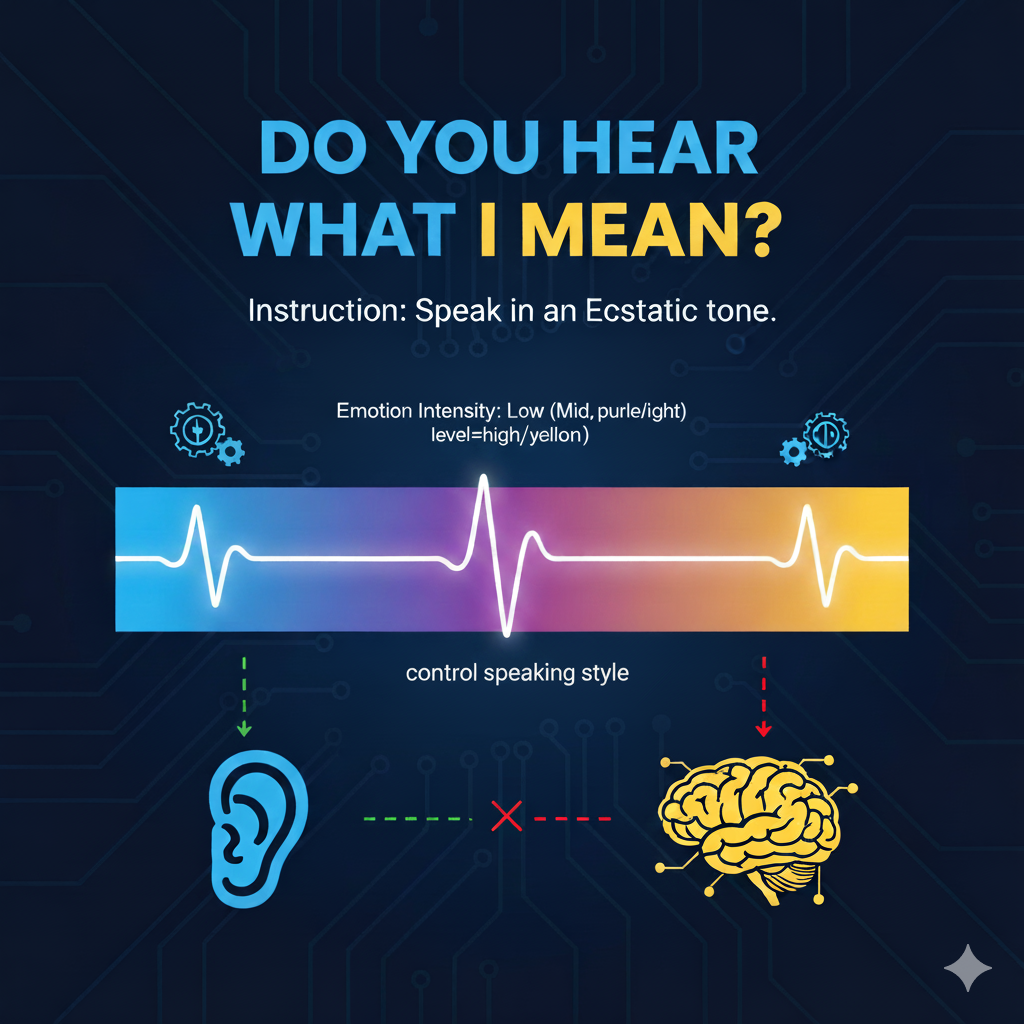 DO YOU HEAR
WHAT I MEAN?
Instruction: Speak in an Ecstatic tone.
Emotion Intensity: Low (Mid, purle/ight)
level=high/yellon)
control speaking style